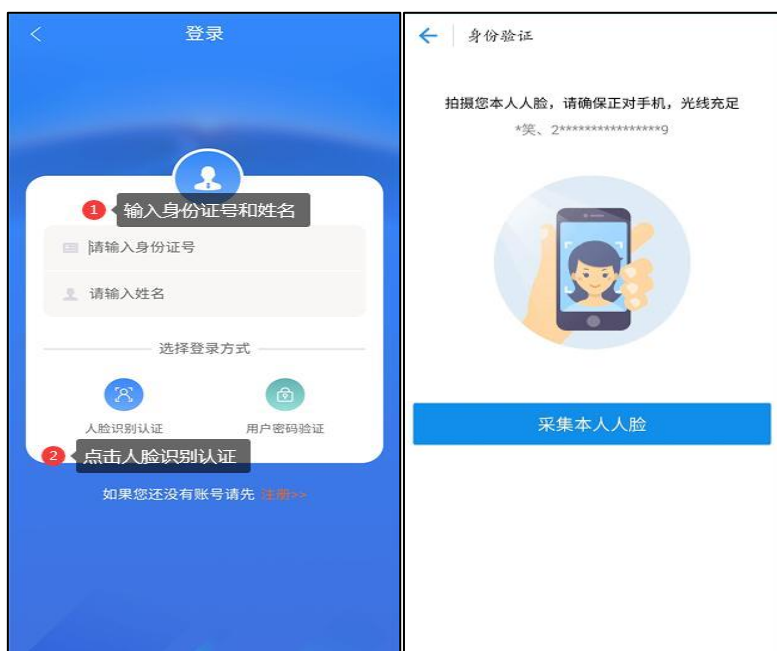 登录
1 输入身份证号和姓名
请输入身份证号
请输入姓名
选择登录方式
人脸识别认证
用户密码验证
2 点击人脸识别认证
如果您还没有账号请先 注册>>
身份验证
拍摄您本人人脸，请确保正对手机，光线充足
*笑、2****************9
采集本人人脸